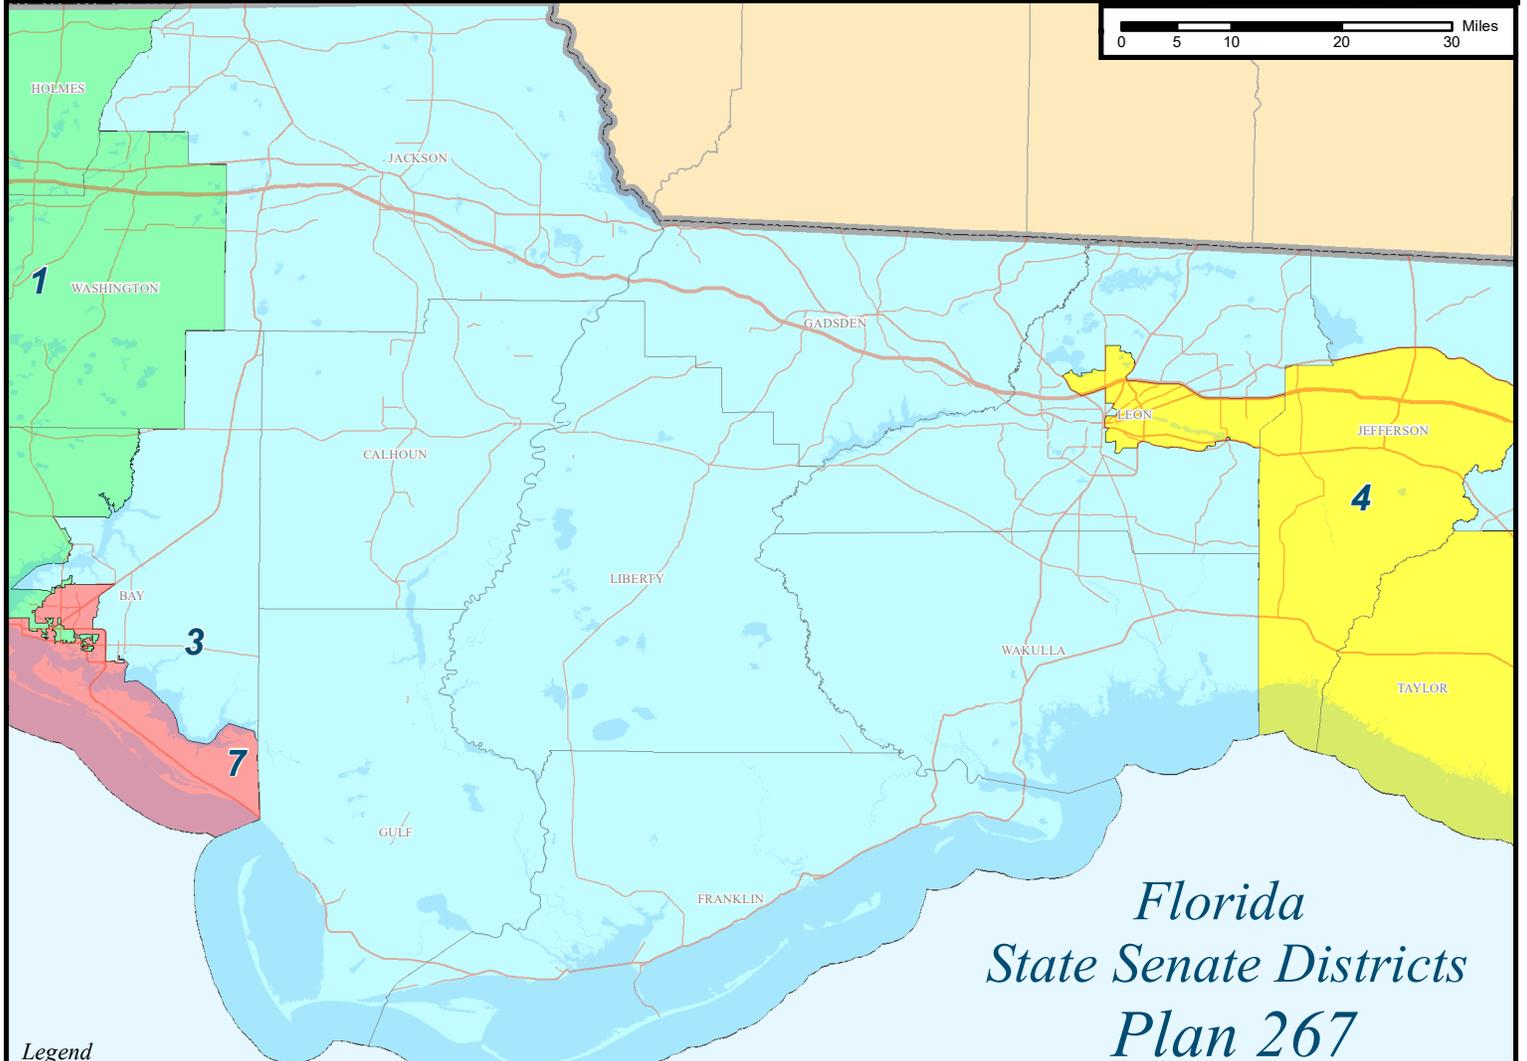 Miles
0 5 10 20 30
HOLMES
JACKSON
1
WASHINGTON
GADSDEN
LEON
JEFFERSON
CALHOUN
4
LIBERTY
BAY
3
WAKULLA
TAYLOR
7
GULF
FRANKLIN
Florida
State Senate Districts
Plan 267
Legend